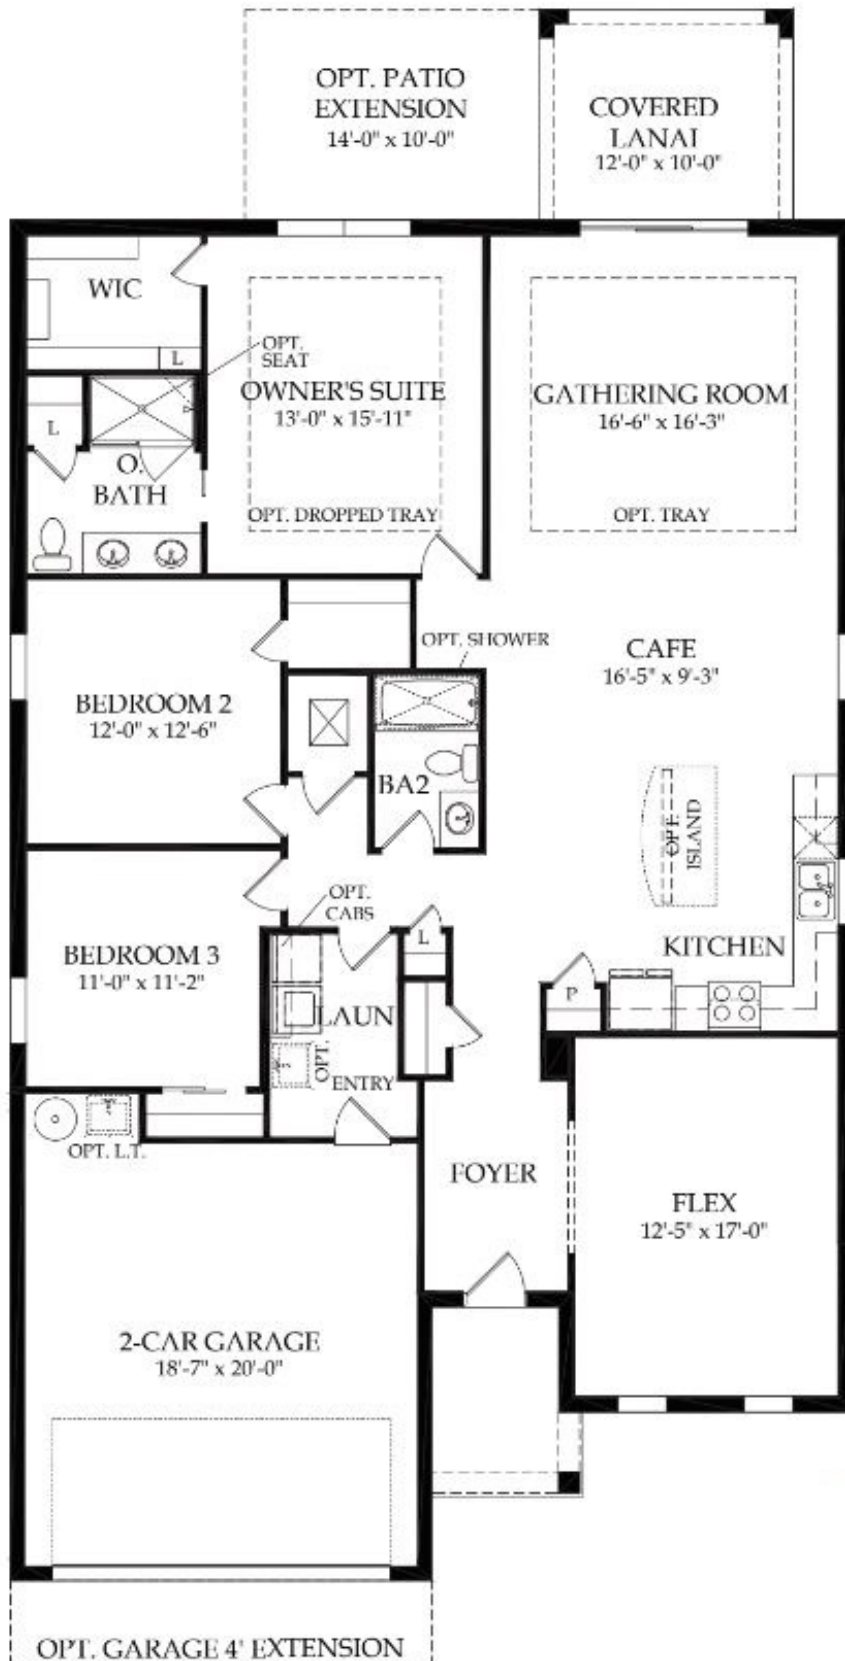 OPT. PATIO
EXTENSION
14'-0" x 10'-0"
COVERED
LANAI
12'-0" x 10'-0"
WIC
L
OPT.
SEAT
OWNER'S SUITE
13'-0" x 15'-11"
GATHERING ROOM
16'-6" x 16'-3"
L
O.
BATH
OPT. DROPPED TRAY
OPT. TRAY
OPT. SHOWER
CAFE
16'-5" x 9'-3"
BEDROOM 2
12'-0" x 12'-6"
BA2
OPT.
ISLAND
OPT.
CABS
L
KITCHEN
BEDROOM 3
11'-0" x 11'-2"
P
LAUN
OPT.
ENTRY
OPT. L.T.
FOYER
FLEX
12'-5" x 17'-0"
2-CAR GARAGE
18'-7" x 20'-0"
OPT. GARAGE 4' EXTENSION